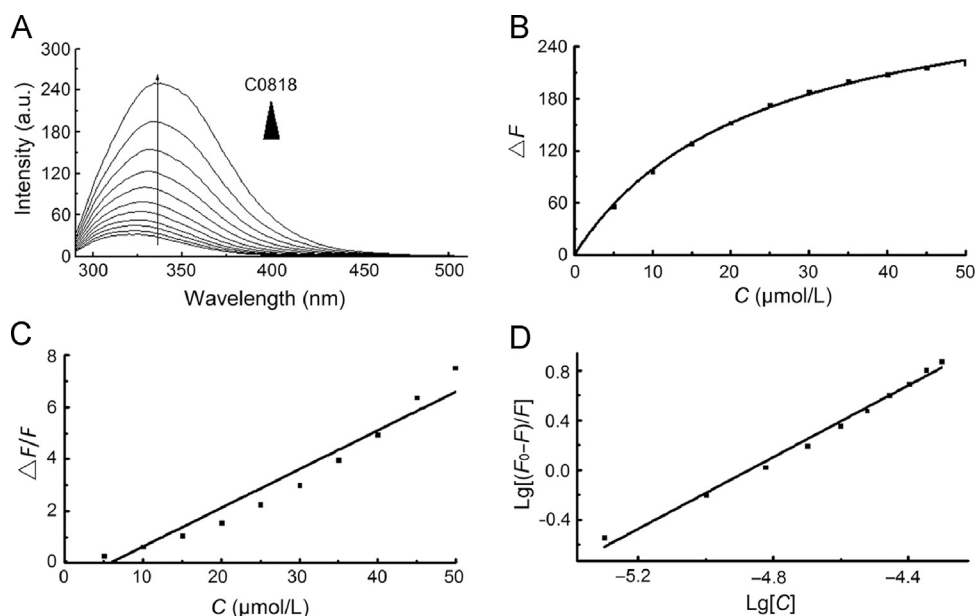 A
300
240
180
120
60
0
Intensity (a.u.)
C0818
300 350 400 450 500
Wavelength (nm)
B
240
180
120
60
0
△F
0 10 20 30 40 50
C (μmol/L)
C
8
6
4
2
0
△F/F
0 10 20 30 40 50
C (μmol/L)
D
0.8
0.4
0.0
−0.4
Lg[(F₀−F)/F]
−5.2 −4.8 −4.4
Lg[C]